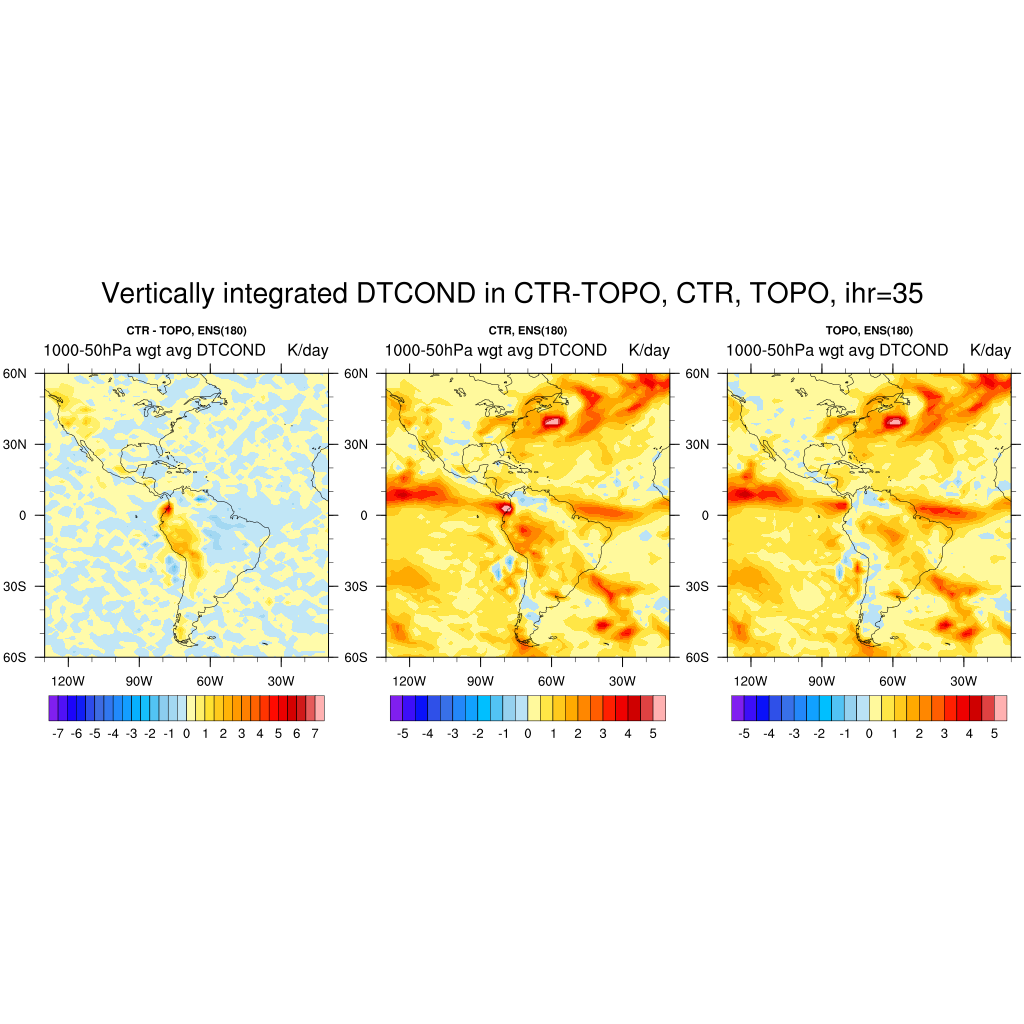 Vertically integrated DTCOND in CTR-TOPO, CTR, TOPO, ihr=35
CTR - TOPO, ENS(180)
1000-50hPa wgt avg DTCOND K/day
60N
30N
0
30S
60S
120W 90W 60W 30W
-7 -6 -5 -4 -3 -2 -1 0 1 2 3 4 5 6 7
CTR, ENS(180)
1000-50hPa wgt avg DTCOND K/day
60N
30N
0
30S
60S
120W 90W 60W 30W
-5 -4 -3 -2 -1 0 1 2 3 4 5
TOPO, ENS(180)
1000-50hPa wgt avg DTCOND K/day
60N
30N
0
30S
60S
120W 90W 60W 30W
-5 -4 -3 -2 -1 0 1 2 3 4 5